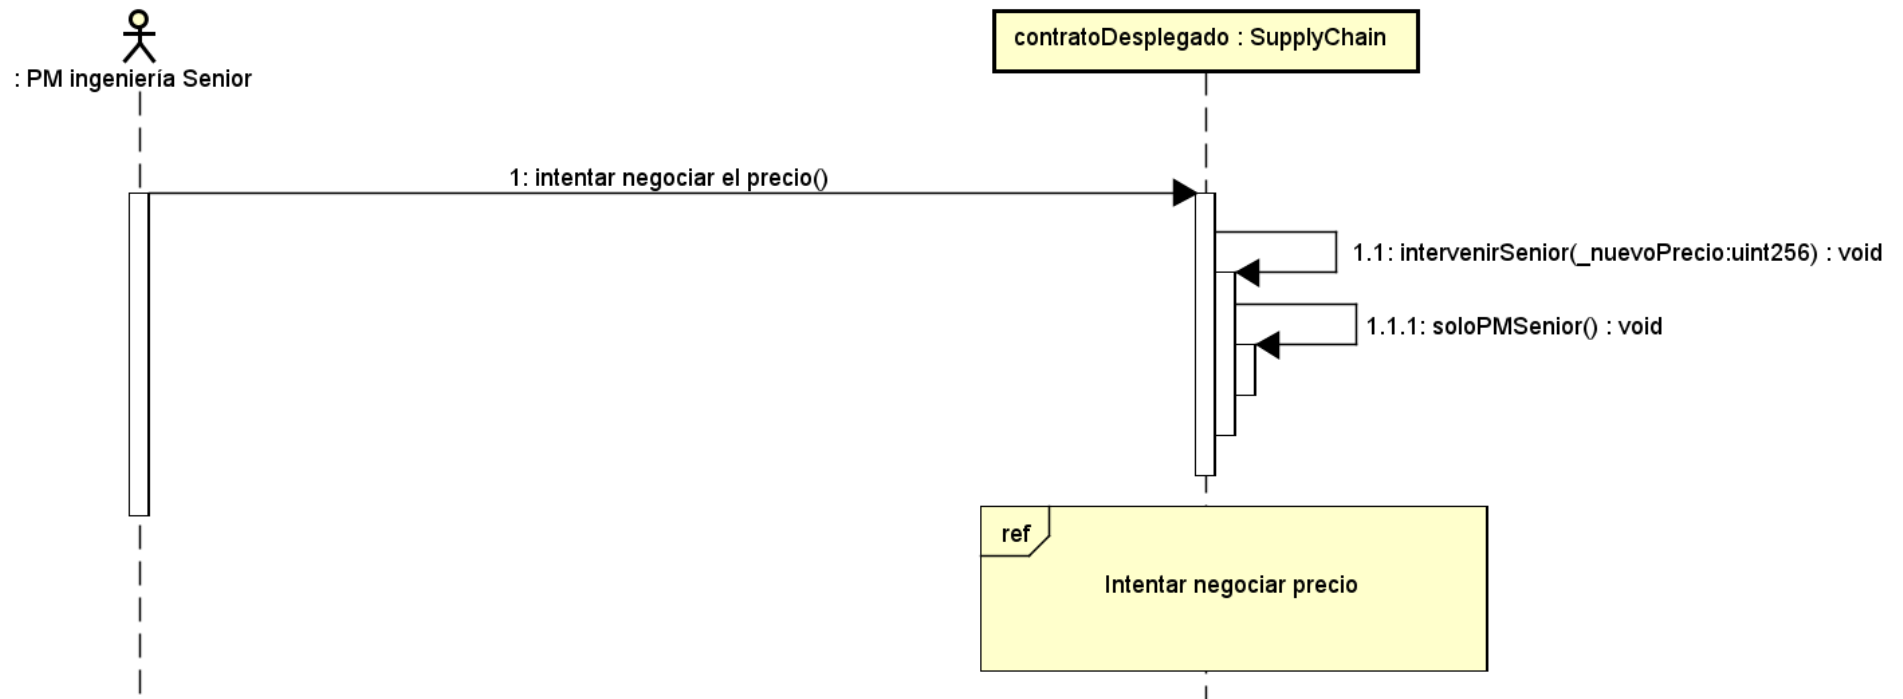 contratoDesplegado : SupplyChain
: PM ingeniería Senior
1: intentar negociar el precio()
1.1: intervenirSenior(_nuevoPrecio:uint256) : void
1.1.1: soloPMSenior() : void
ref
Intentar negociar precio